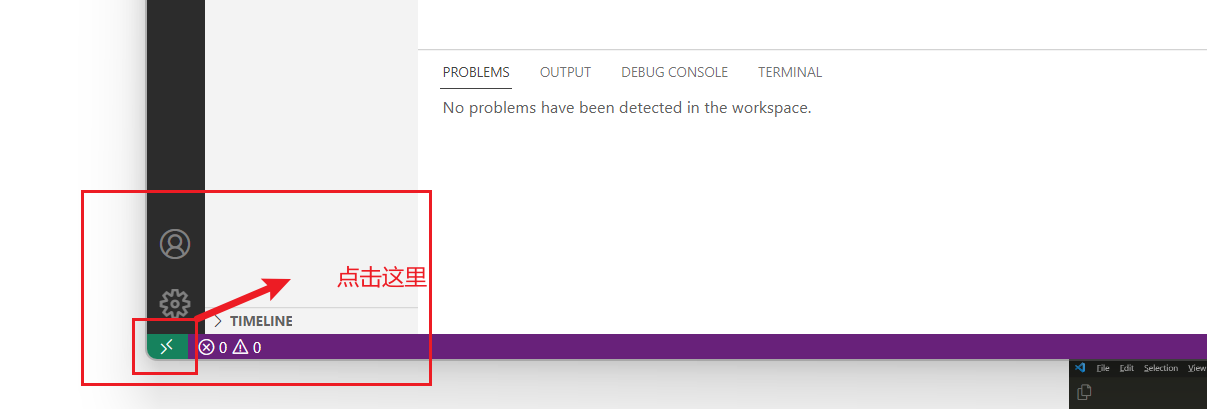 PROBLEMS OUTPUT DEBUG CONSOLE TERMINAL
No problems have been detected in the workspace.
点击这里
TIMELINE
0 0
File Edit Selection View